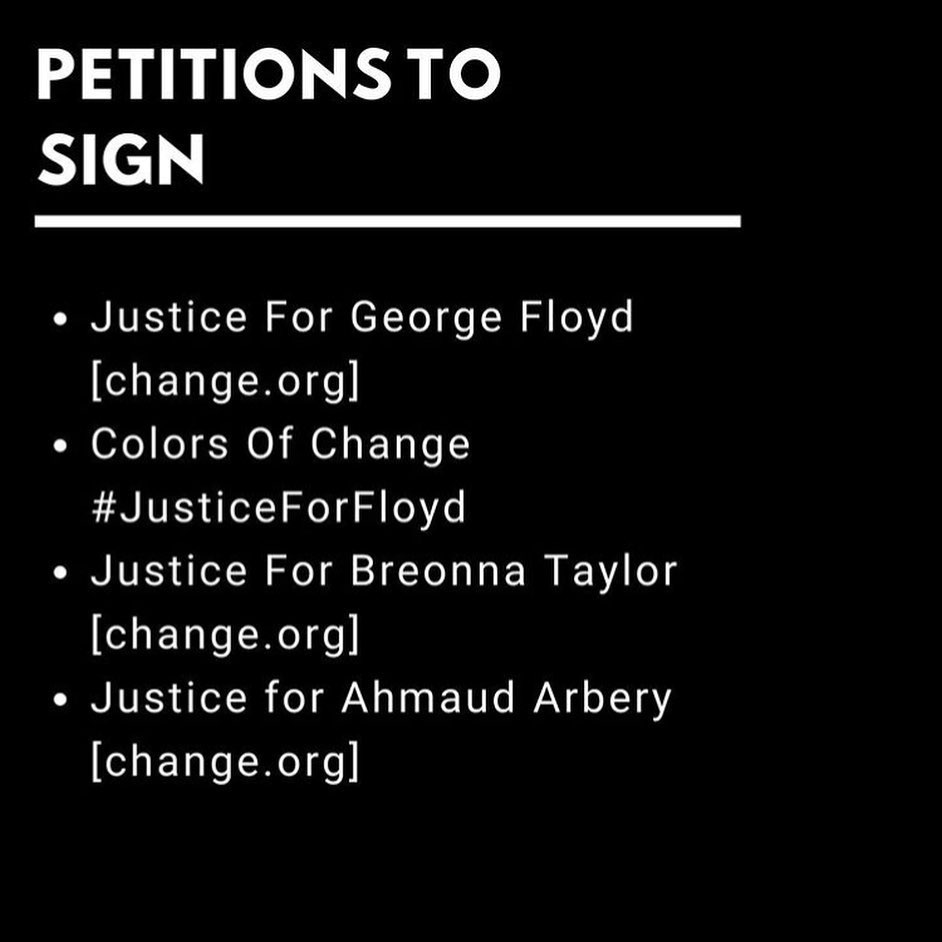 PETITIONS TO
SIGN
• Justice For George Floyd
[change.org]
• Colors Of Change
#JusticeForFloyd
• Justice For Breonna Taylor
[change.org]
• Justice for Ahmaud Arbery
[change.org]